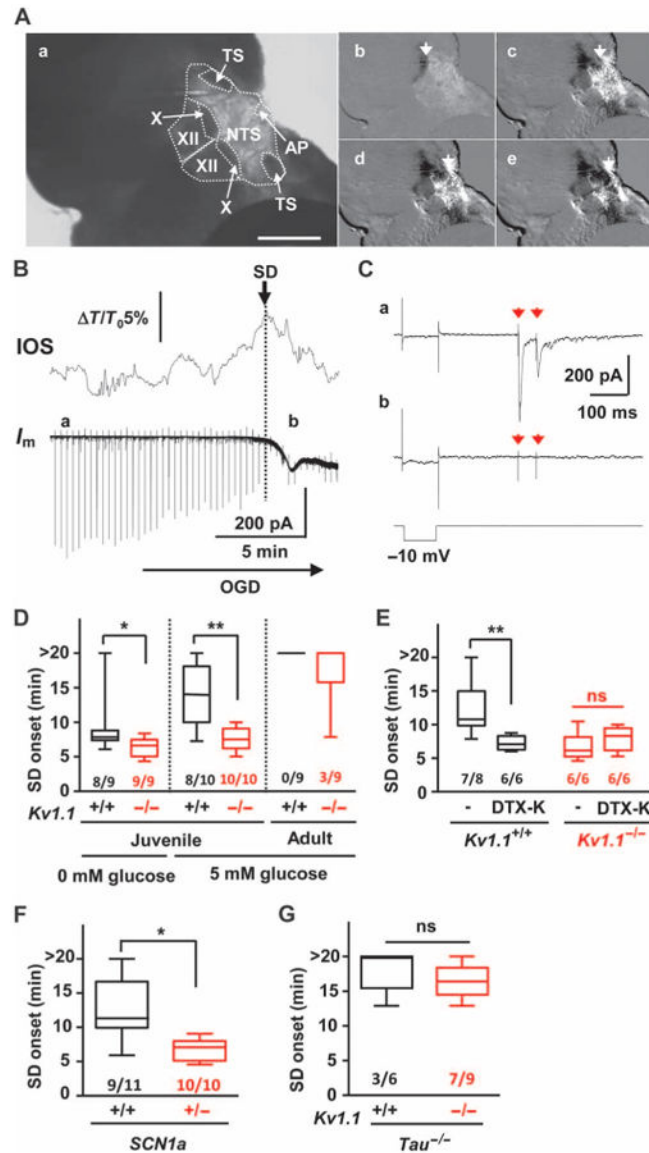 A
a
TS
X
XII
NTS
AP
XII
X
TS
b
c
d
e
B
SD
ΔT/T₀5%
IOS
a
b
Iₘ
200 pA
5 min
OGD
C
a
200 pA
100 ms
b
–10 mV
D
SD onset (min)
>20
15
10
5
0
*
**
8/9
9/9
8/10
10/10
0/9
3/9
Kv1.1
+/+
–/–
+/+
–/–
+/+
–/–
Juvenile
Adult
0 mM glucose
5 mM glucose
E
SD onset (min)
>20
15
10
5
0
**
ns
7/8
6/6
6/6
6/6
- DTX-K
- DTX-K
Kv1.1+/+
Kv1.1−/−
F
SD onset (min)
>20
15
10
5
0
*
9/11
10/10
+/+
+/–
SCN1a
G
SD onset (min)
>20
15
10
5
0
ns
3/6
7/9
Kv1.1
+/+
–/–
Tau−/−